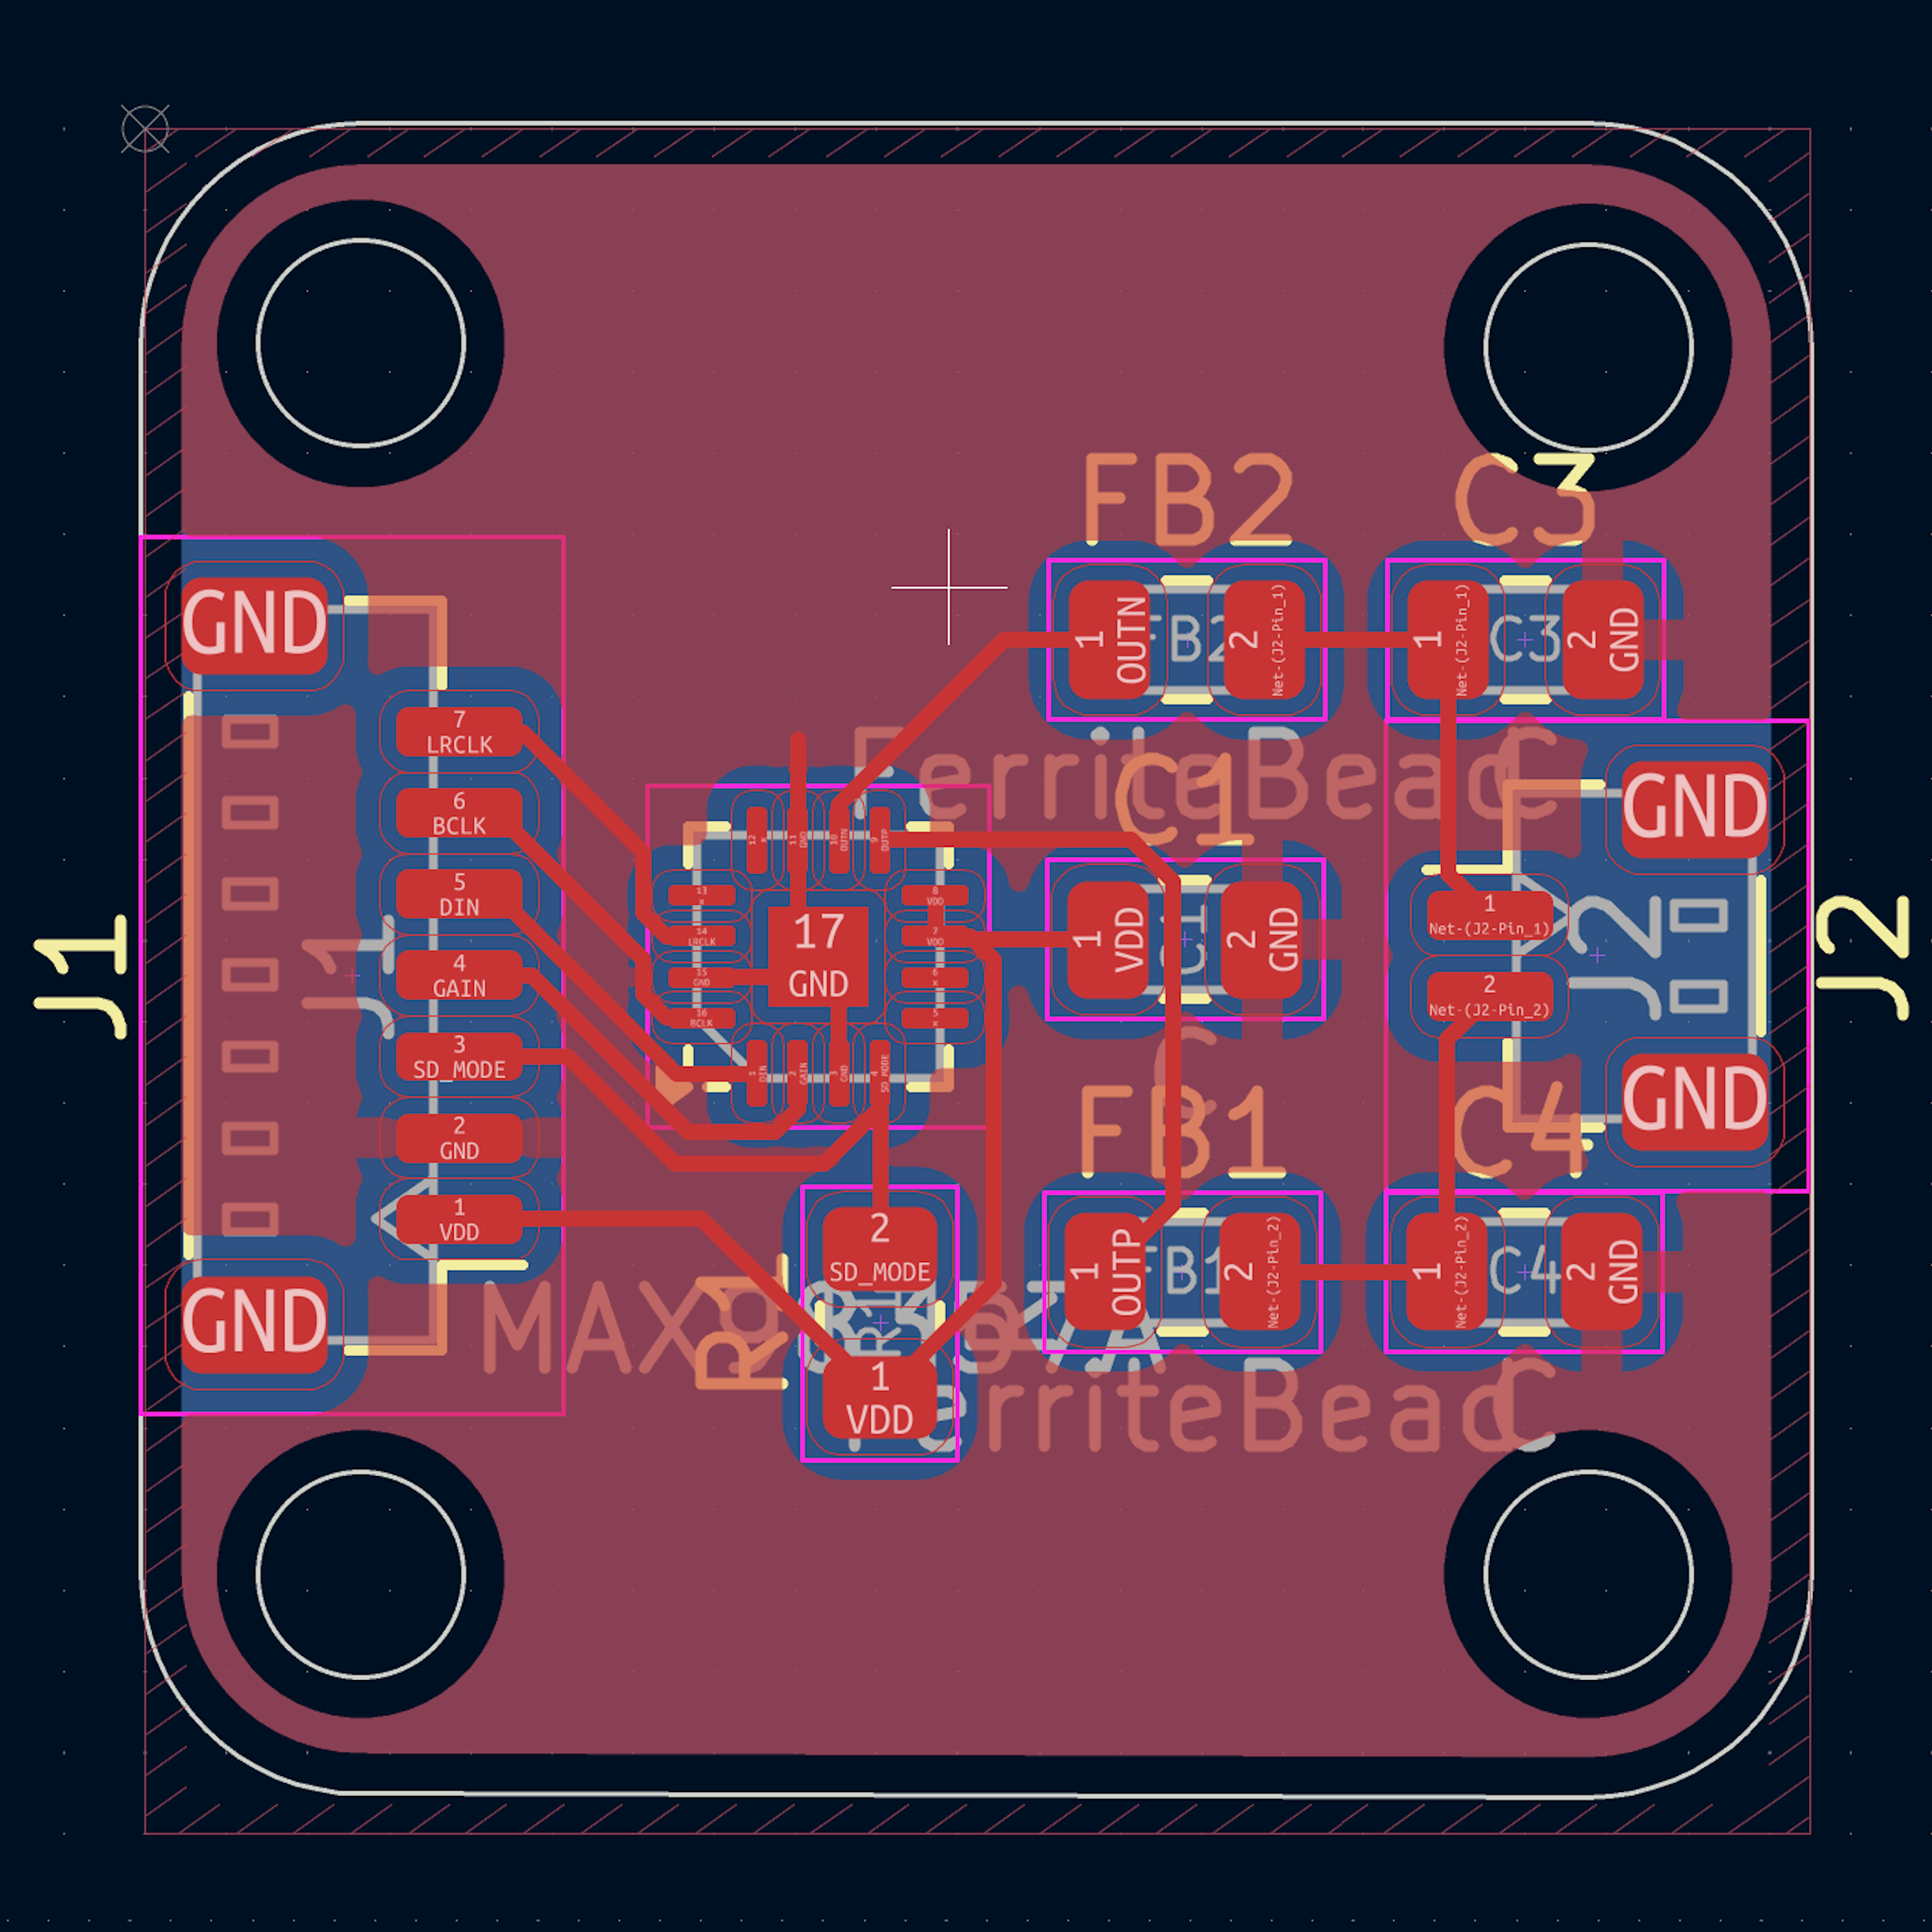 FB2
C3
1
OUTN
FB2
2
Net-(J2-Pin_1)
1
Net-(J2-Pin_1)
C3
2
GND
GND
7
LRCLK
6
BCLK
5
DIN
4
GAIN
3
SD_MODE
2
GND
1
VDD
GND
J1
J1
FerriteBead
C
C1
12
x
11
GND
10
OUTN
9
OUTP
13
x
14
LRCLK
15
GND
16
BCLK
17
GND
8
VDD
7
VDD
6
x
5
x
1
DIN
2
GAIN
3
GND
4
SD_MODE
1
VDD
C1
2
GND
C
GND
1
Net-(J2-Pin_1)
2
Net-(J2-Pin_2)
J2
J2
GND
FB1
C4
2
SD_MODE
R1
1
VDD
R1
1
OUTP
FB1
2
Net-(J2-Pin_2)
1
Net-(J2-Pin_2)
C4
2
GND
FerriteBead
C